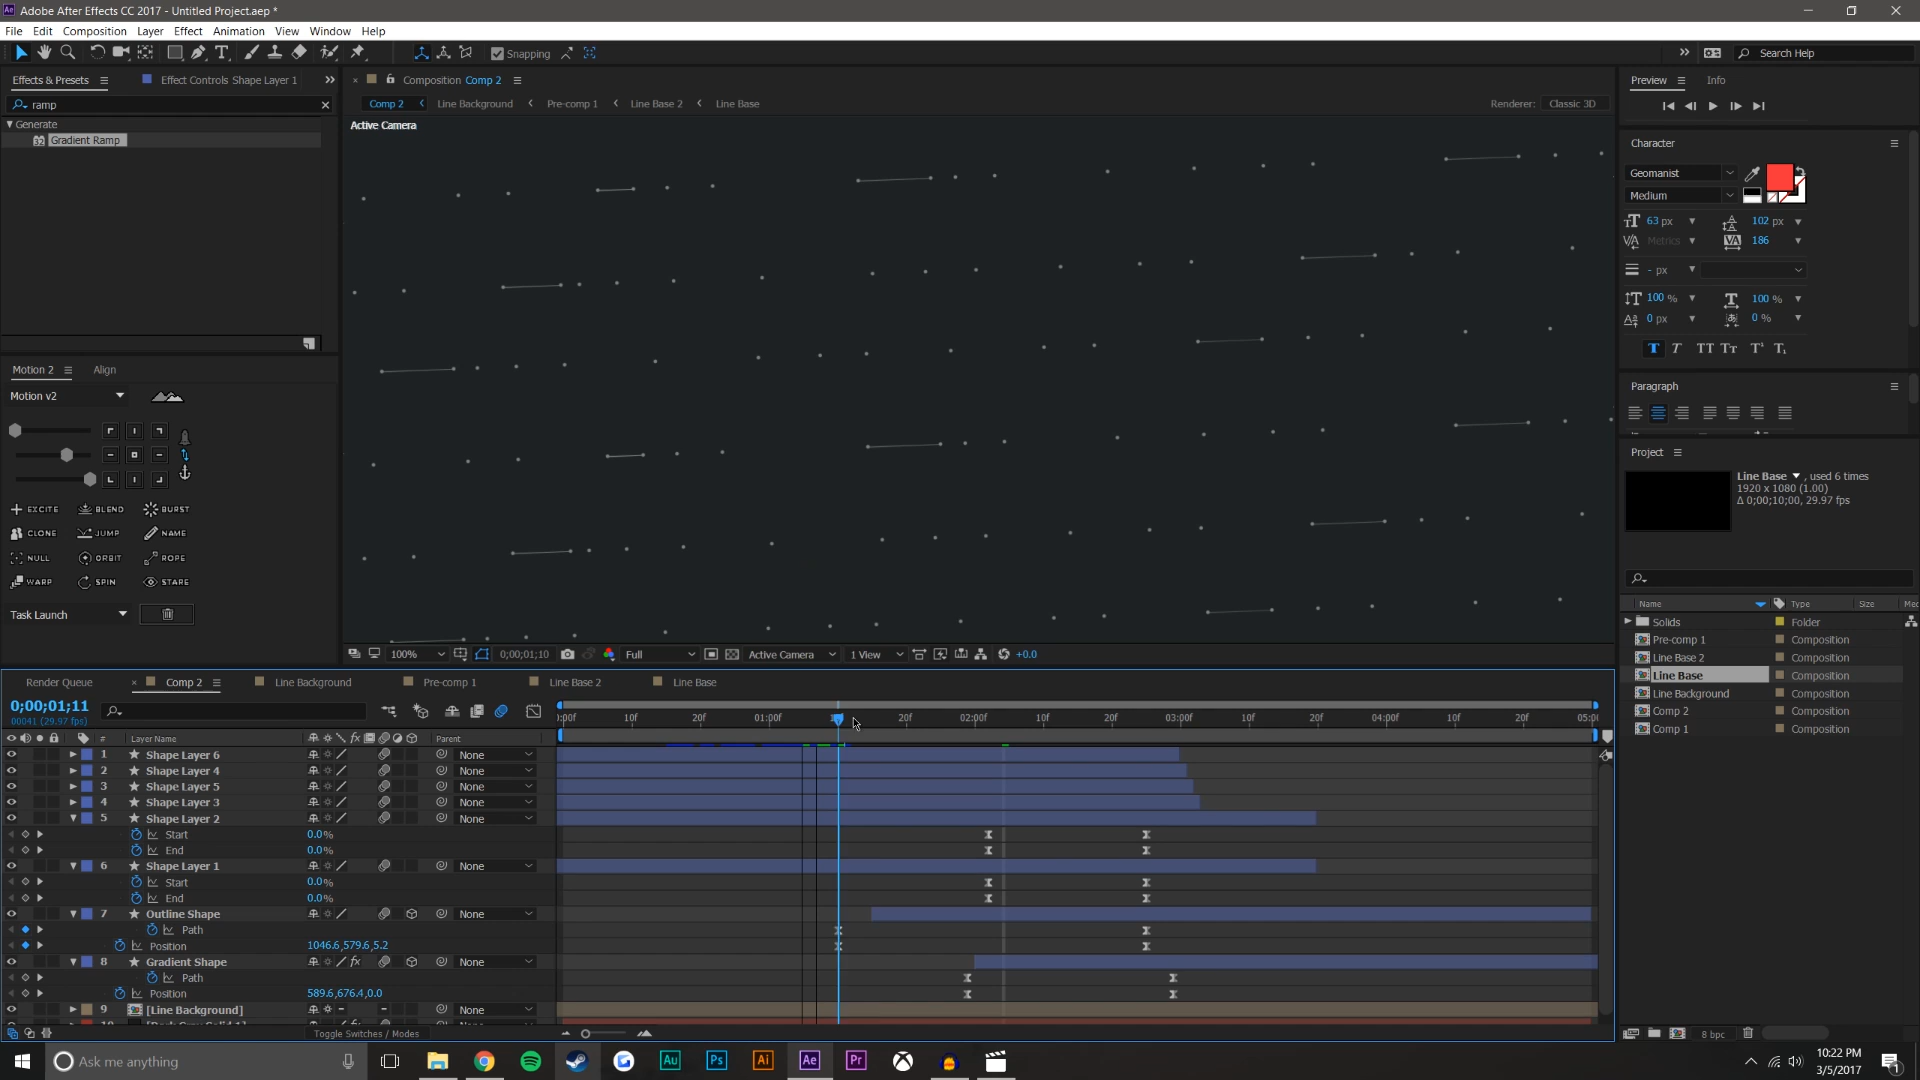 Adobe After Effects CC 2017 - Untitled Project.aep *
File Edit Composition Layer Effect Animation View Window Help
Snapping
Search Help
Effects & Presets
Effect Controls Shape Layer 1
ramp
Generate
Gradient Ramp
Composition Comp 2
Comp 2 Line Background Pre-comp 1 Line Base 2 Line Base
Renderer: Classic 3D
Active Camera
Preview
Info
Character
Geomanist
Medium
63 px 102 px
Metrics 186
- px
100 % 100 %
0 px 0 %
Paragraph
Motion 2
Align
Motion v2
EXCITE BLEND BURST
CLONE JUMP NAME
NULL ORBIT ROPE
WARP SPIN STARE
Task Launch
Project
Line Base , used 6 times
1920 x 1080 (1.00)
Δ 0;00;10;00, 29.97 fps
Name Type Size
Solids Folder
Pre-comp 1 Composition
Line Base 2 Composition
Line Base Composition
Line Background Composition
Comp 2 Composition
Comp 1 Composition
100% 0;00;01;10 Full Active Camera 1 View +0.0
Render Queue Comp 2 Line Background Pre-comp 1 Line Base 2 Line Base
0;00;01;11
00041 (29.97 fps)
:00f 10f 20f 01:00f 20f 02:00f 10f 20f 03:00f 10f 20f 04:00f 10f 20f 05:0
# Layer Name Parent
1 Shape Layer 6 None
2 Shape Layer 4 None
3 Shape Layer 5 None
4 Shape Layer 3 None
5 Shape Layer 2 None
Start 0.0%
End 0.0%
6 Shape Layer 1 None
Start 0.0%
End 0.0%
7 Outline Shape None
Path
Position 1046.6,579.6,5.2
8 Gradient Shape fx None
Path
Position 589.6,676.4,0.0
9 [Line Background] None
Toggle Switches / Modes
8 bpc
Ask me anything
Au Ps Ai Ae Pr
10:22 PM
3/5/2017